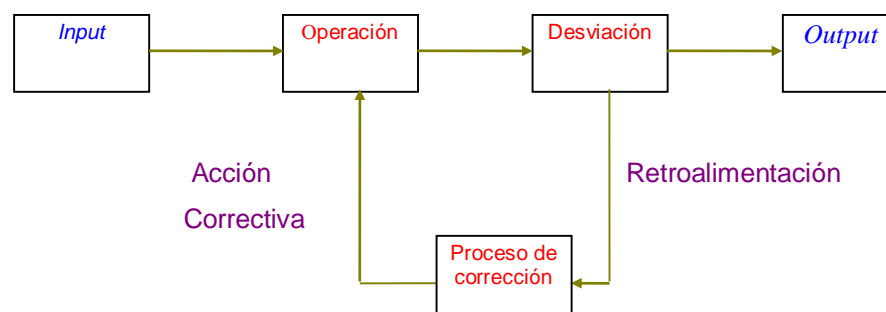 Input
Operación
Desviación
Output
Acción
Correctiva
Retroalimentación
Proceso de
corrección